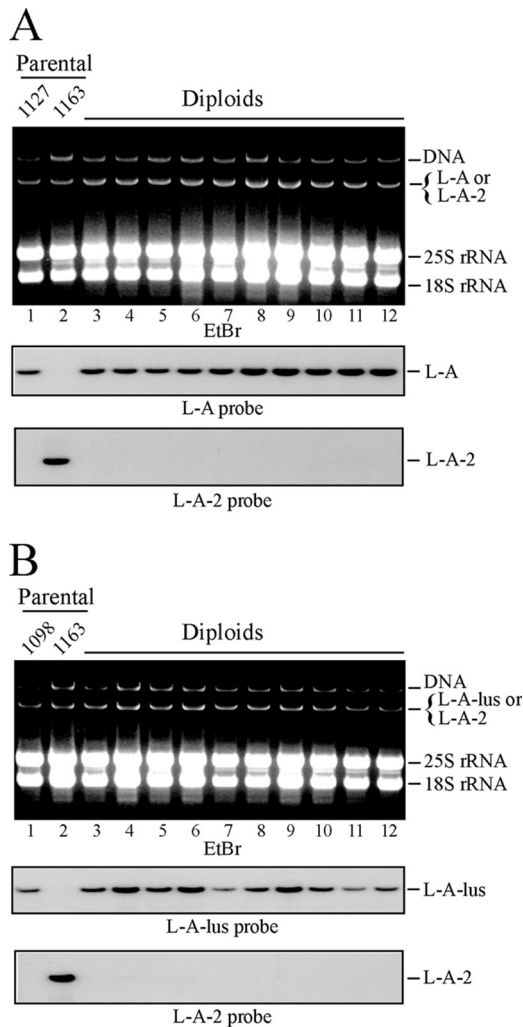 A
Parental
1127 1163 Diploids
DNA
L-A or
L-A-2
25S rRNA
18S rRNA
1 2 3 4 5 6 7 8 9 10 11 12
EtBr
L-A
L-A probe
L-A-2
L-A-2 probe
B
Parental
1098 1163 Diploids
DNA
L-A-lus or
L-A-2
25S rRNA
18S rRNA
1 2 3 4 5 6 7 8 9 10 11 12
EtBr
L-A-lus
L-A-lus probe
L-A-2
L-A-2 probe